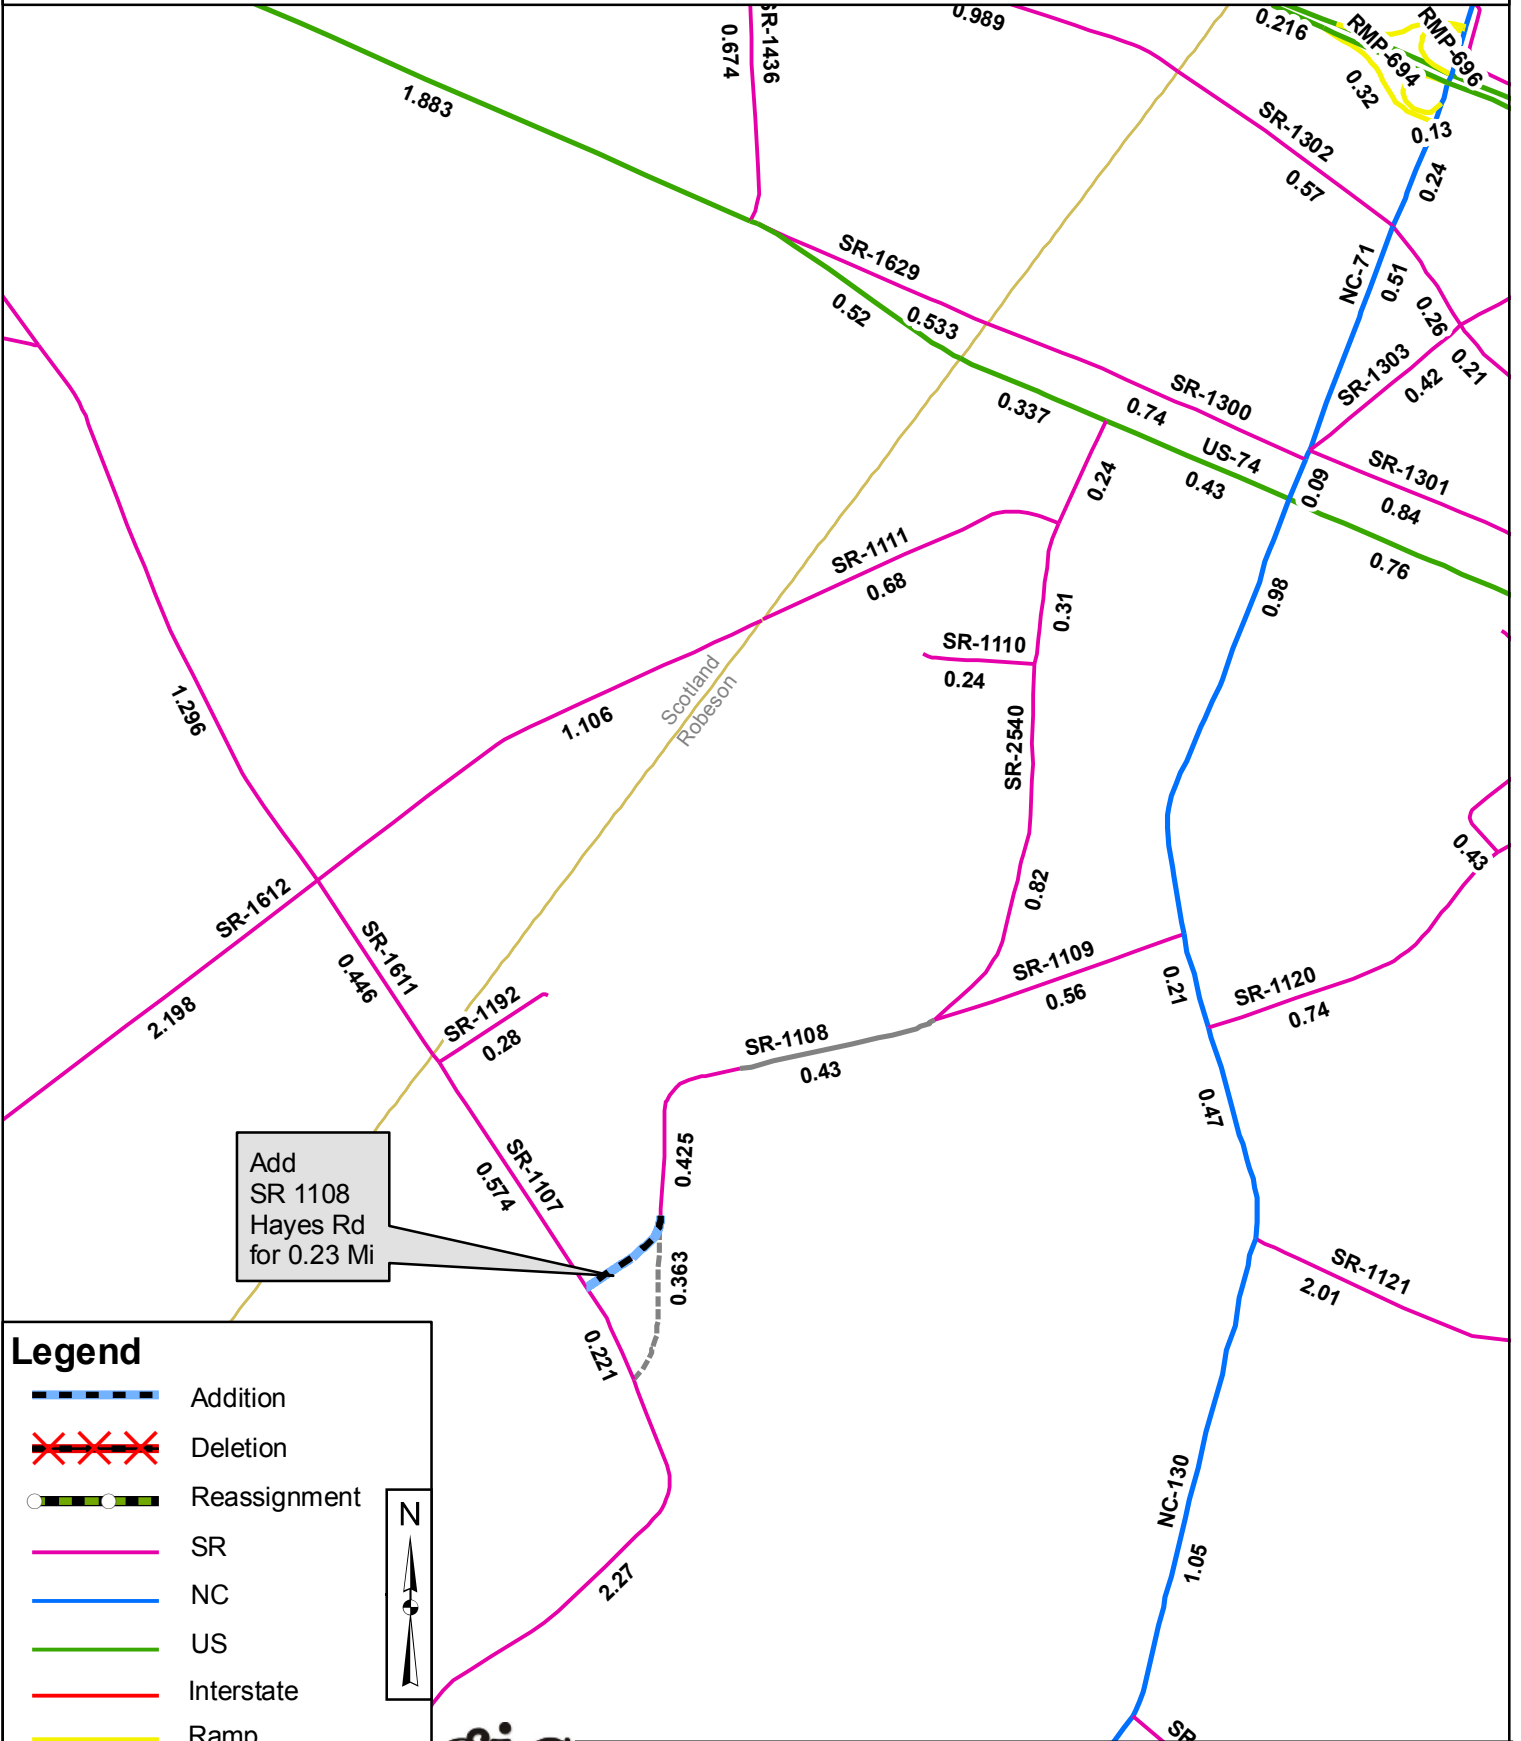 SR-1436
0.674
0.989
0.216
RMP-694
RMP-696
0.32
0.13
1.883
SR-1302
0.57
0.24
SR-1629
0.52
0.533
NC-71
0.51
0.26
0.21
SR-1303
0.42
SR-1300
0.74
0.337
US-74
0.43
0.09
SR-1301
0.84
0.76
0.24
SR-1111
0.68
0.31
0.98
SR-1110
0.24
Scotland
Robeson
1.106
1.296
SR-2540
0.82
0.43
SR-1612
2.198
SR-1611
0.446
SR-1192
0.28
SR-1109
0.56
0.21
SR-1120
0.74
SR-1108
0.43
0.47
0.425
SR-1107
0.574
Add
SR 1108
Hayes Rd
for 0.23 Mi
0.363
0.221
SR-1121
2.01
NC-130
1.05
2.27
SR
Legend
Addition
Deletion
Reassignment
SR
NC
US
Interstate
Ramp
N